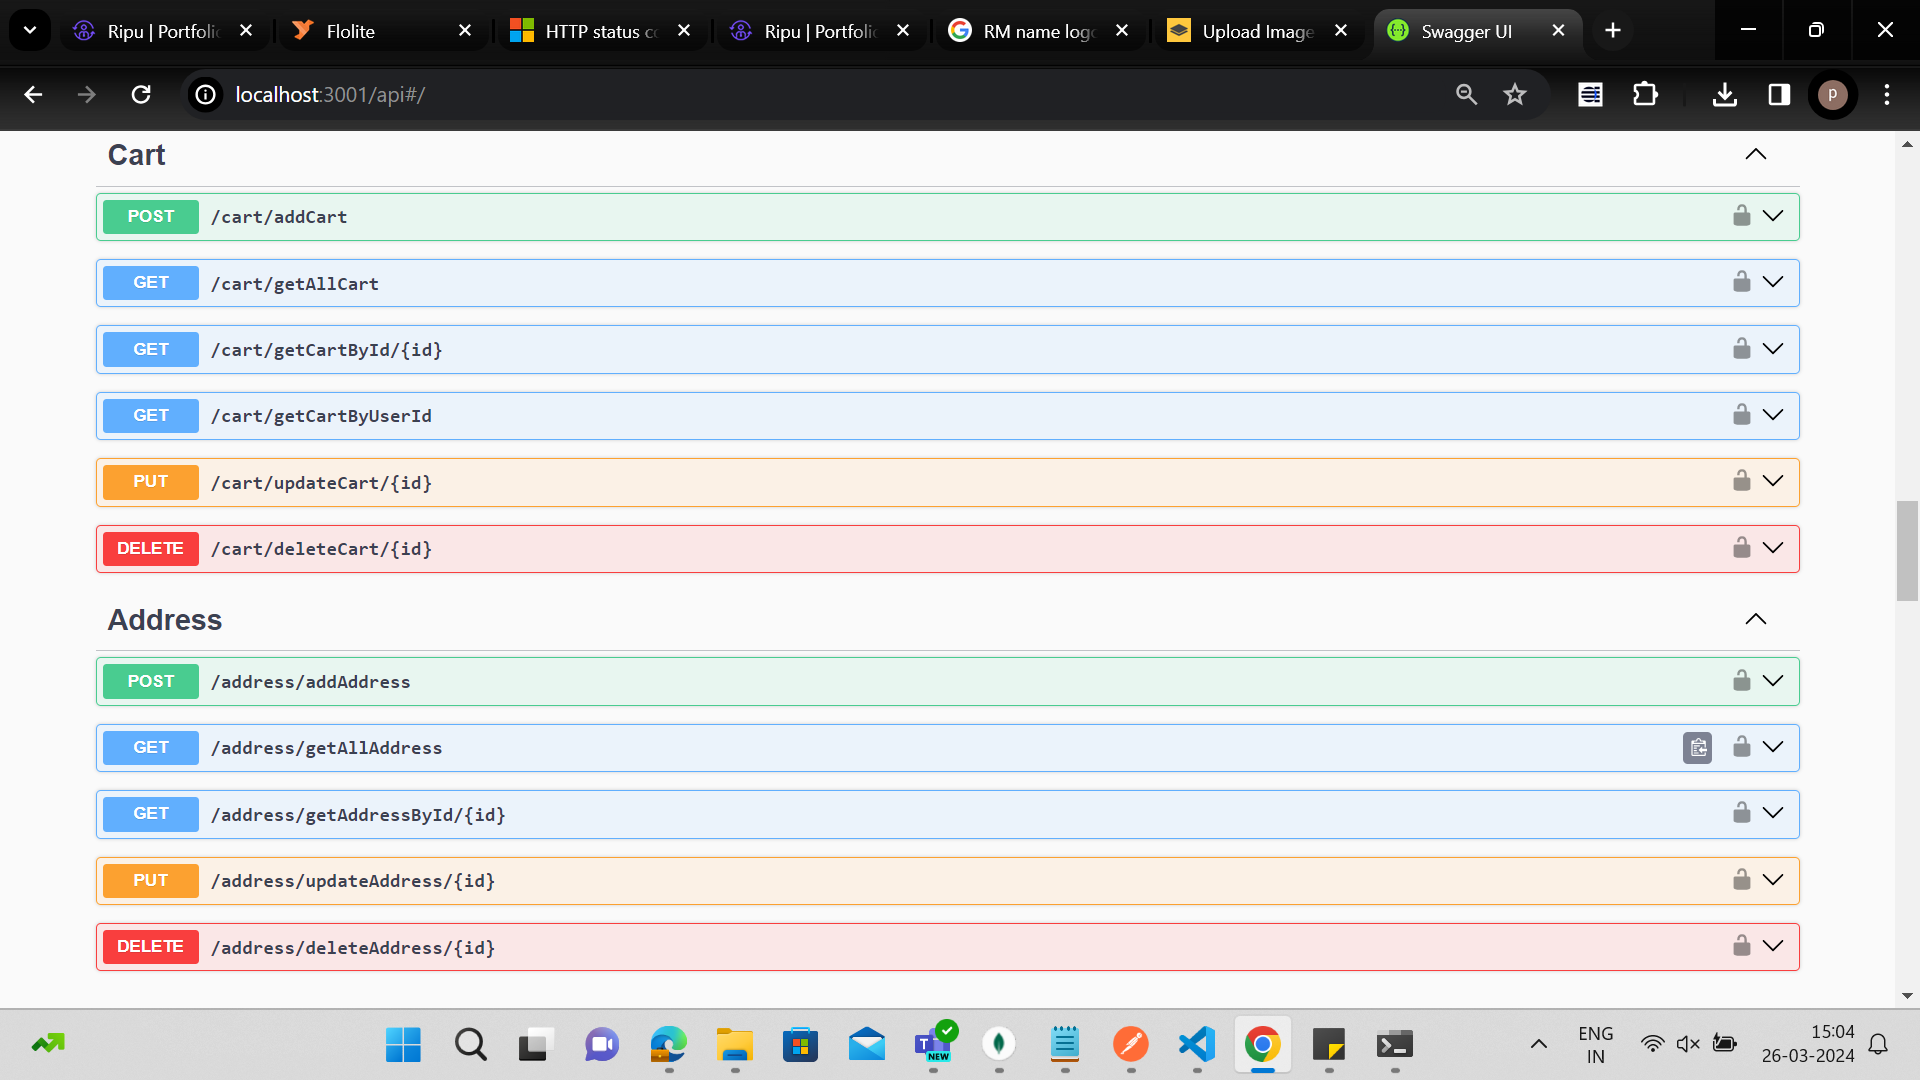 Ripu | Portfolio
Flolite
HTTP status co
Ripu | Portfolio
RM name logo
Upload Image
Swagger UI
localhost:3001/api#/
p
Cart
POST /cart/addCart
GET /cart/getAllCart
GET /cart/getCartById/{id}
GET /cart/getCartByUserId
PUT /cart/updateCart/{id}
DELETE /cart/deleteCart/{id}
Address
POST /address/addAddress
GET /address/getAllAddress
GET /address/getAddressById/{id}
PUT /address/updateAddress/{id}
DELETE /address/deleteAddress/{id}
NEW
ENG
IN
15:04
26-03-2024